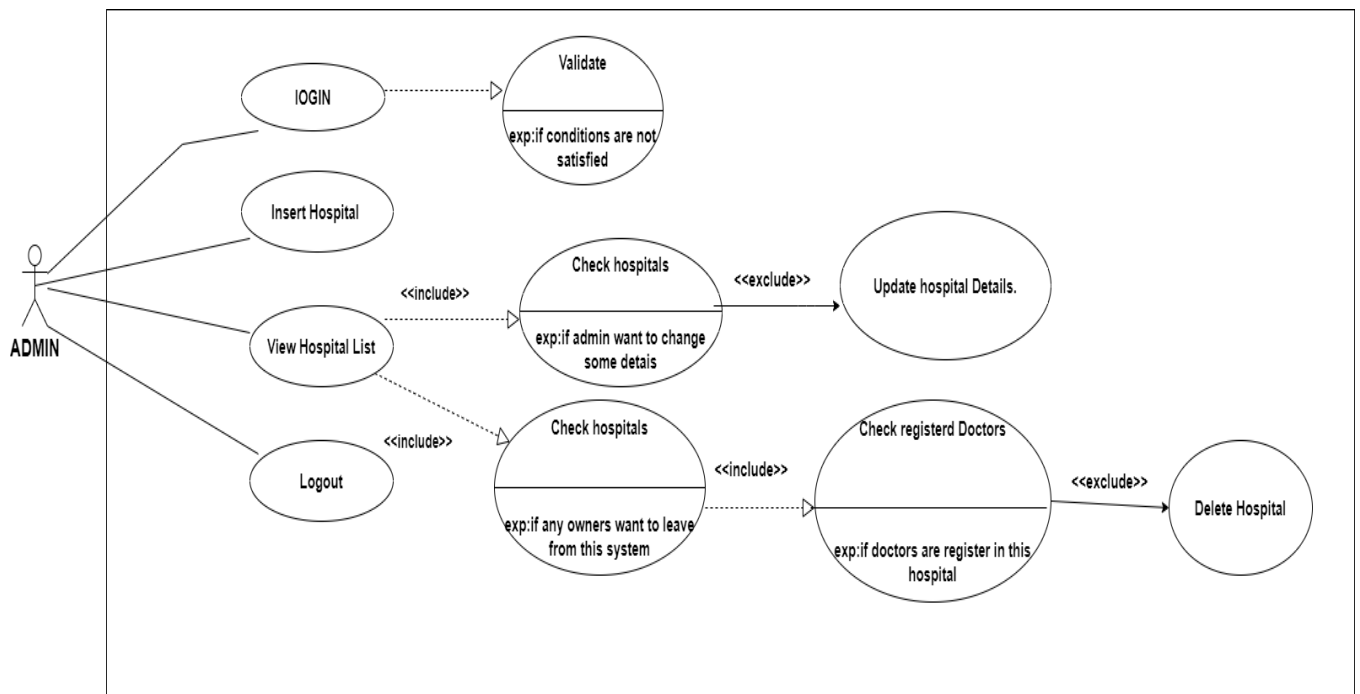 Validate
exp:if conditions are not
satisfied
lOGIN
Insert Hospital
ADMIN
View Hospital List
<<include>>
Check hospitals
exp:if admin want to change
some detais
<<exclude>>
Update hospital Details.
Logout
<<include>>
Check hospitals
exp:if any owners want to leave
from this system
<<include>>
Check registerd Doctors
exp:if doctors are register in this
hospital
<<exclude>>
Delete Hospital